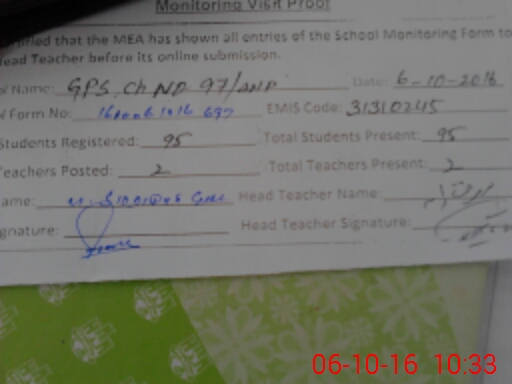 Monitoring Visit Proof
that the MEA has shown all entries of the School Monitoring Form to
Head Teacher before its online submission.
Name: GPS Ch No 97/ Date: 6-10-2016
Form No: EMIS Code: 31310245
Students Registered: 95 Total Students Present: 95
Teachers Posted: 2 Total Teachers Present: 2
ame: Head Teacher Name:
gnature: Head Teacher Signature:
06-10-16 10:33